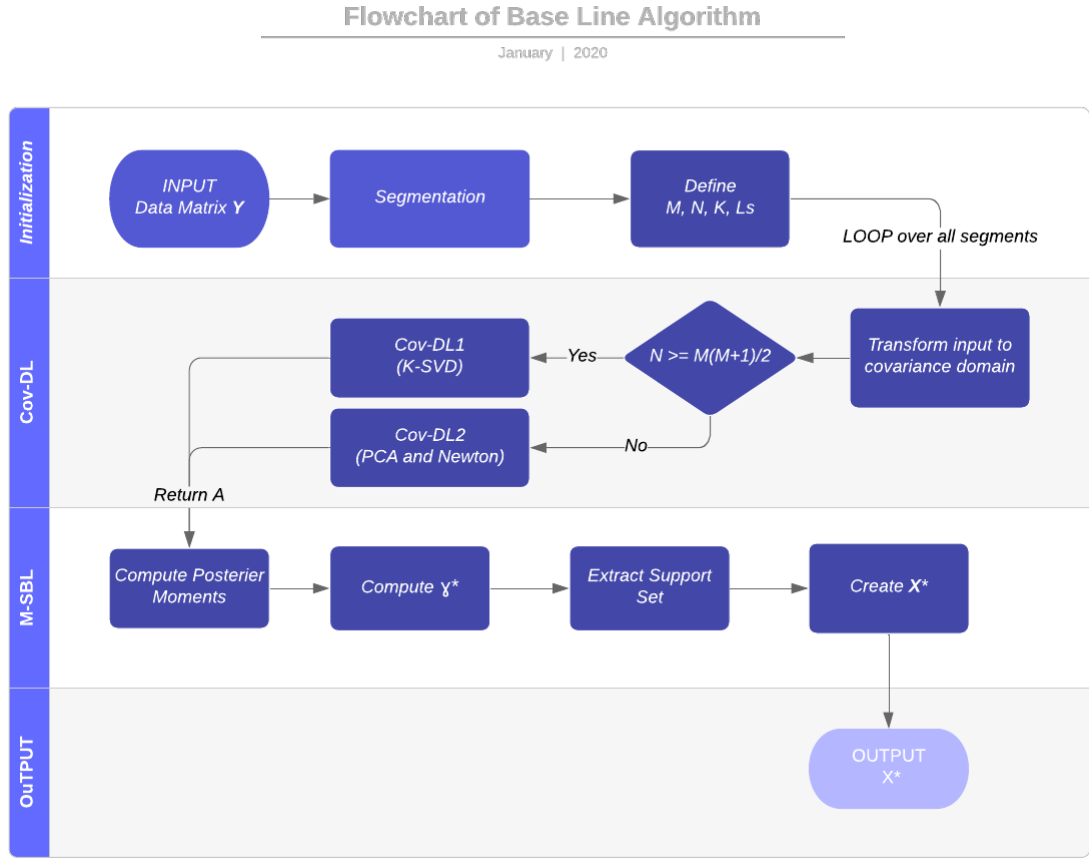 Flowchart of Base Line Algorithm
January | 2020
Initialization
INPUT
Data Matrix Y
Segmentation
Define
M, N, K, Ls
LOOP over all segments
Cov-DL
Cov-DL1
(K-SVD)
Yes
N >= M(M+1)/2
Transform input to
covariance domain
Cov-DL2
(PCA and Newton)
No
Return A
M-SBL
Compute Posterier
Moments
Compute ɣ*
Extract Support
Set
Create X*
OuTPUT
OUTPUT
X*